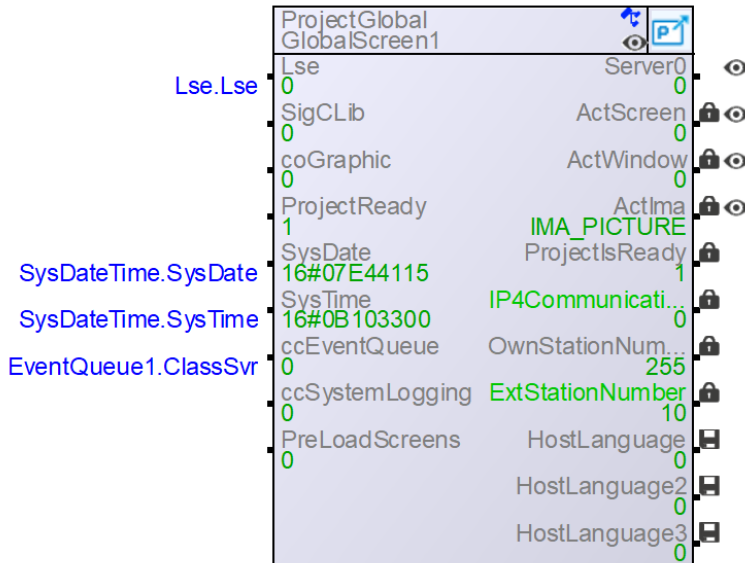 ProjectGlobal
GlobalScreen1
P
Lse Server0
Lse.Lse 0 0
SigCLib ActScreen
0 0
coGraphic ActWindow
0 0
ProjectReady ActIma
1 IMA_PICTURE
SysDate ProjectIsReady
SysDateTime.SysDate 16#07E44115 1
SysTime IP4Communicati...
SysDateTime.SysTime 16#0B103300 0
ccEventQueue OwnStationNum...
EventQueue1.ClassSvr 0 255
ccSystemLogging ExtStationNumber
0 10
PreLoadScreens HostLanguage
0 0
HostLanguage2
0
HostLanguage3
0